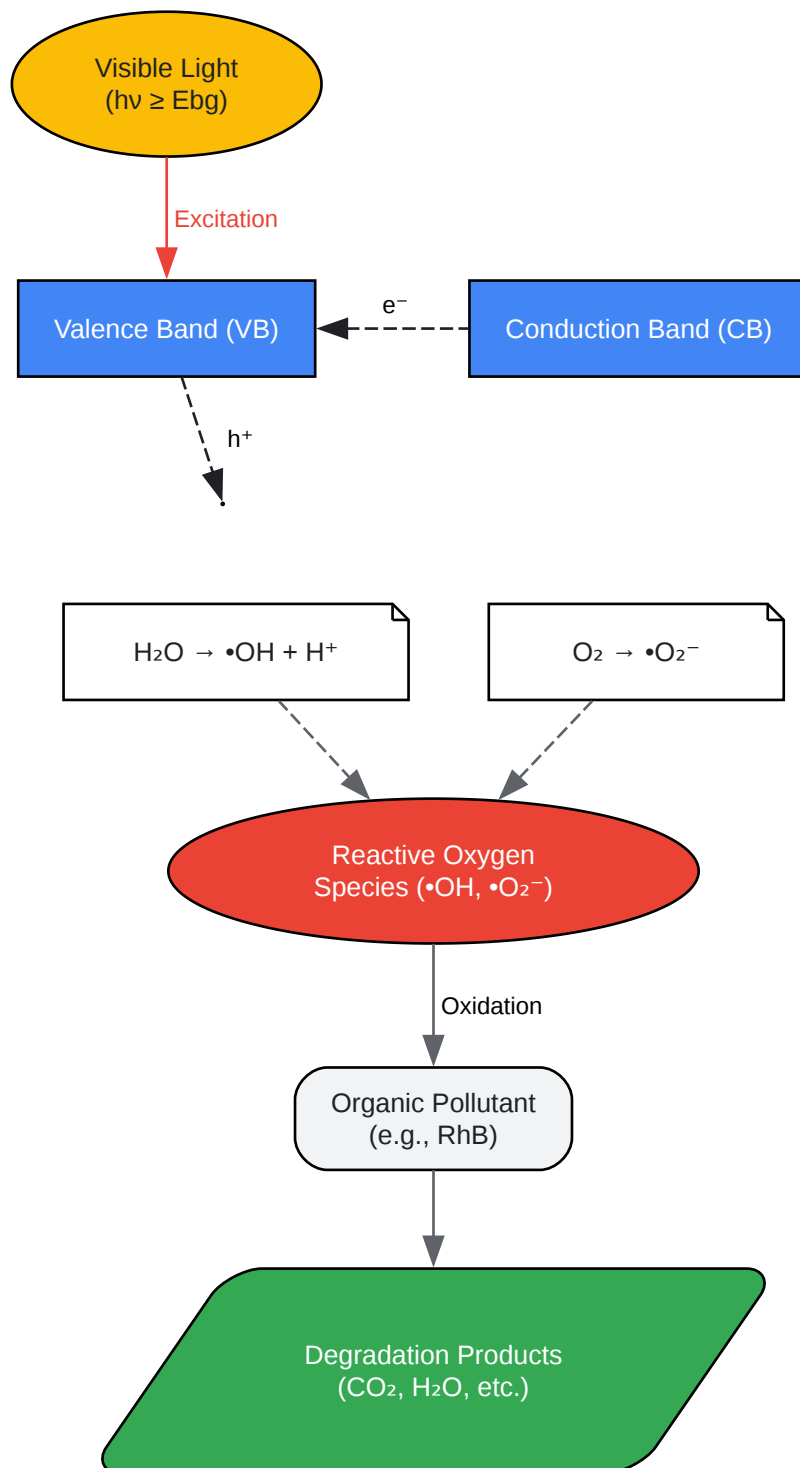 Visible Light
(hν ≥ Ebg)
Excitation
e⁻
Valence Band (VB)
Conduction Band (CB)
h⁺
H₂O → •OH + H⁺
O₂ → •O₂⁻
Reactive Oxygen
Species (•OH, •O₂⁻)
Oxidation
Organic Pollutant
(e.g., RhB)
Degradation Products
(CO₂, H₂O, etc.)